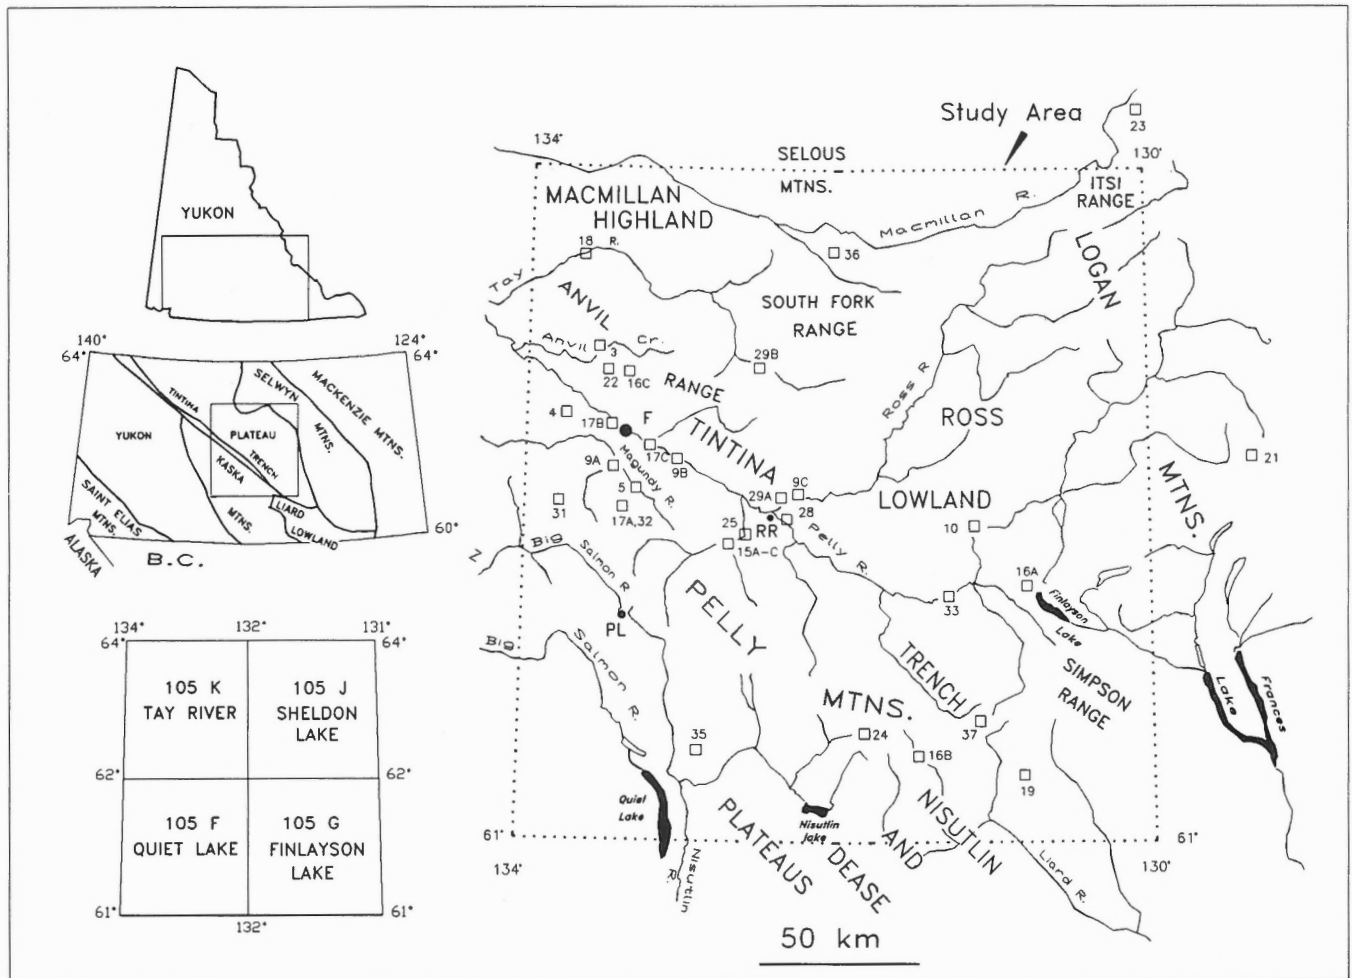 YUKON
140°
64°
124°
64°
TINTINA
SELWYN
MTNS.
MACKENZIE MTNS.
YUKON
PLATEAU
TRENCH
KASKA
MTNS.
SAINT ELIAS
MTNS.
LIARD
LOWLAND
60°
ALASKA
B.C.
134°
132°
131°
64°
64°
105 K
TAY RIVER
105 J
SHELDON
LAKE
62°
62°
105 F
QUIET LAKE
105 G
FINLAYSON
LAKE
61°
61°
132°
Study Area
23
134°
130°
SELOUS
MTNS.
ITSI
RANGE
MACMILLAN
HIGHLAND
Macmillan R.
LOGAN
18
R.
36
Tay
ANVIL
SOUTH FORK
RANGE
Anvil Cr.
3
22
16C
RANGE
29B
Ross R
4
17B
F
ROSS
TINTINA
17C
9B
9A
Magundy R.
21
MTNS.
5
31
17A,32
29A
9C
LOWLAND
28
25
RR
10
Pelly R.
15A-C
Z
Big Salmon R
16A
33
Finlayson
Lake
PELLY
PL
Big Salmon R.
TRENCH
SIMPSON
RANGE
Lake
Frances
MTNS.
35
24
37
16B
19
Quiet
Lake
Nisutlin
lake
NISUTLIN
PLATEAUS
DEASE
AND
61°
61°
134°
130°
Nisutlin
R.
Liard R.
50 km